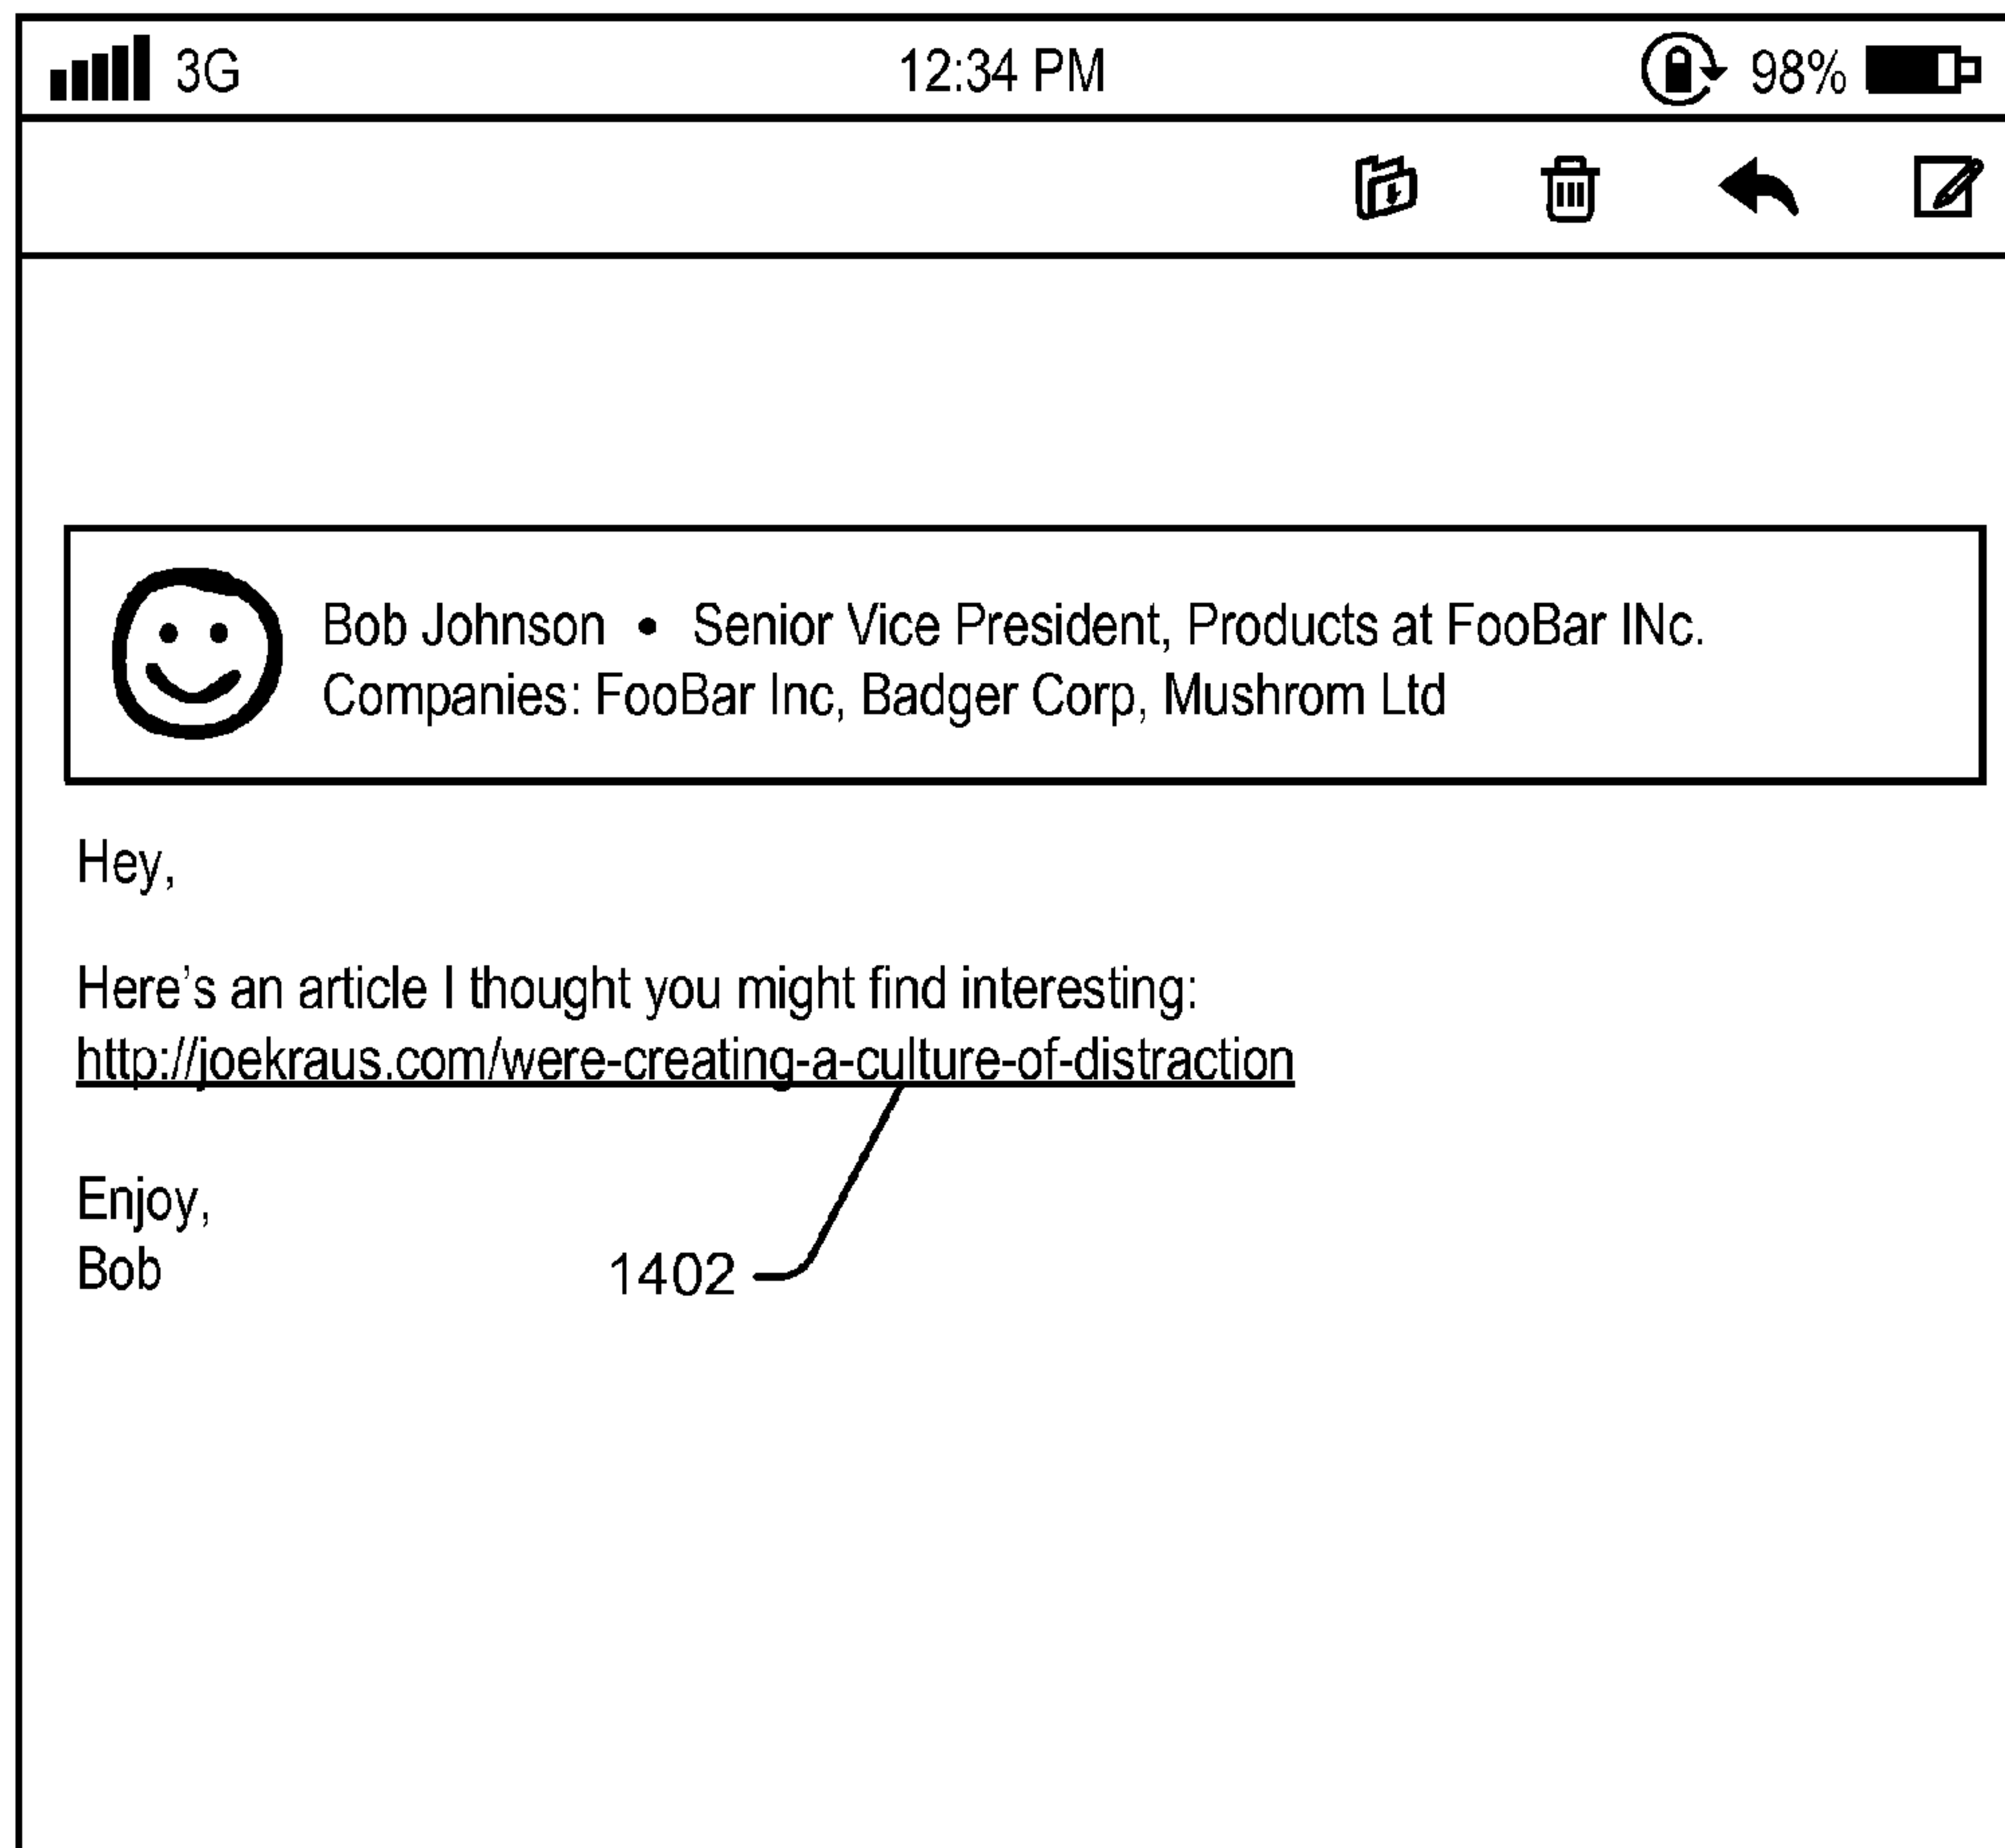 3G 12:34 PM 98%
Bob Johnson • Senior Vice President, Products at FooBar INc.
Companies: FooBar Inc, Badger Corp, Mushrom Ltd
Hey,
Here's an article I thought you might find interesting:
http://joekraus.com/were-creating-a-culture-of-distraction
Enjoy,
Bob
1402